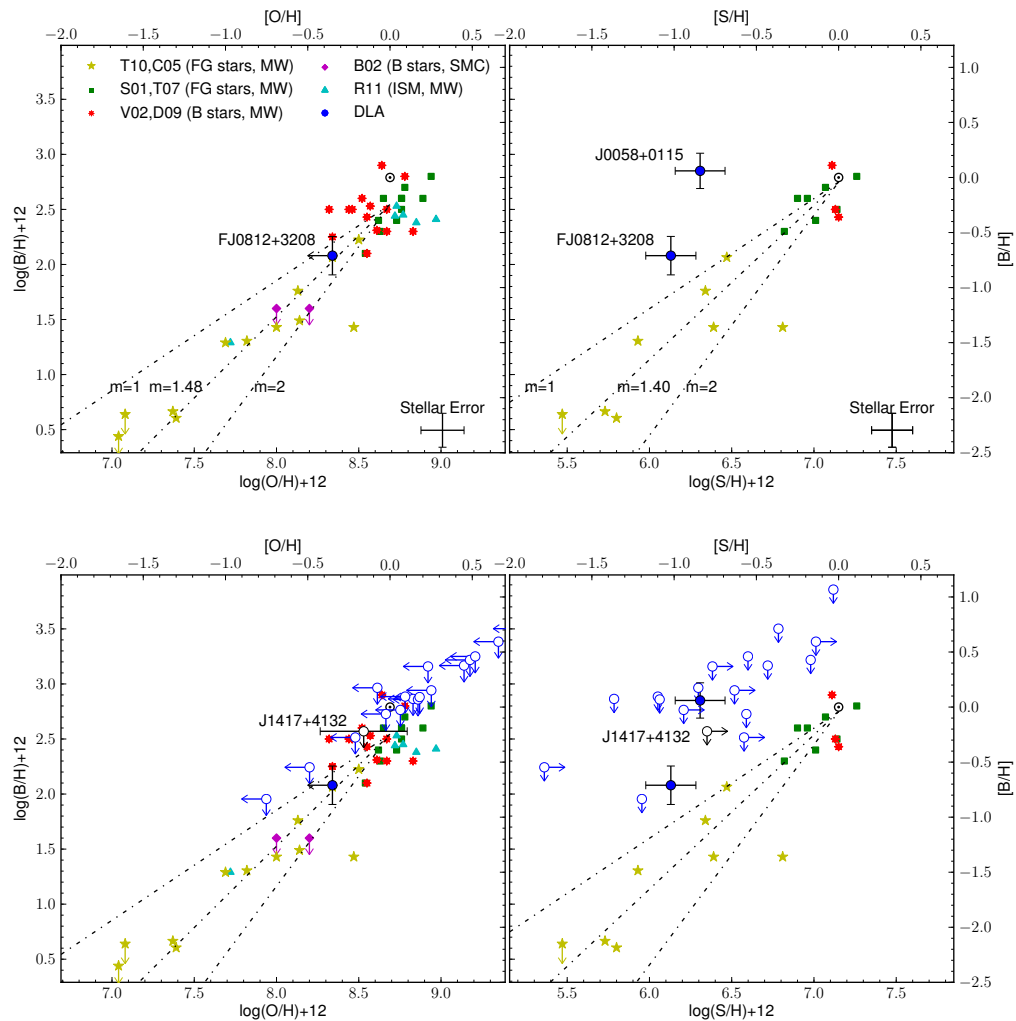 [O/H]
−2.0 −1.5 −1.0 −0.5 0.0 0.5
[S/H]
−2.0 −1.5 −1.0 −0.5 0.0 0.5
T10,C05 (FG stars, MW)
S01,T07 (FG stars, MW)
V02,D09 (B stars, MW)
B02 (B stars, SMC)
R11 (ISM, MW)
DLA
log(B/H)+12
3.5
3.0
2.5
2.0
1.5
1.0
0.5
FJ0812+3208
m=1
m=1.48
m=2
Stellar Error
7.0 7.5 8.0 8.5 9.0
log(O/H)+12
J0058+0115
FJ0812+3208
m=1
m=1.40
m=2
Stellar Error
1.0
0.5
0.0
−0.5
−1.0
−1.5
−2.0
−2.5
[B/H]
5.5 6.0 6.5 7.0 7.5
log(S/H)+12
[O/H]
−2.0 −1.5 −1.0 −0.5 0.0 0.5
[S/H]
−2.0 −1.5 −1.0 −0.5 0.0 0.5
log(B/H)+12
3.5
3.0
2.5
2.0
1.5
1.0
0.5
J1417+4132
7.0 7.5 8.0 8.5 9.0
log(O/H)+12
J1417+4132
1.0
0.5
0.0
−0.5
−1.0
−1.5
−2.0
−2.5
[B/H]
5.5 6.0 6.5 7.0 7.5
log(S/H)+12